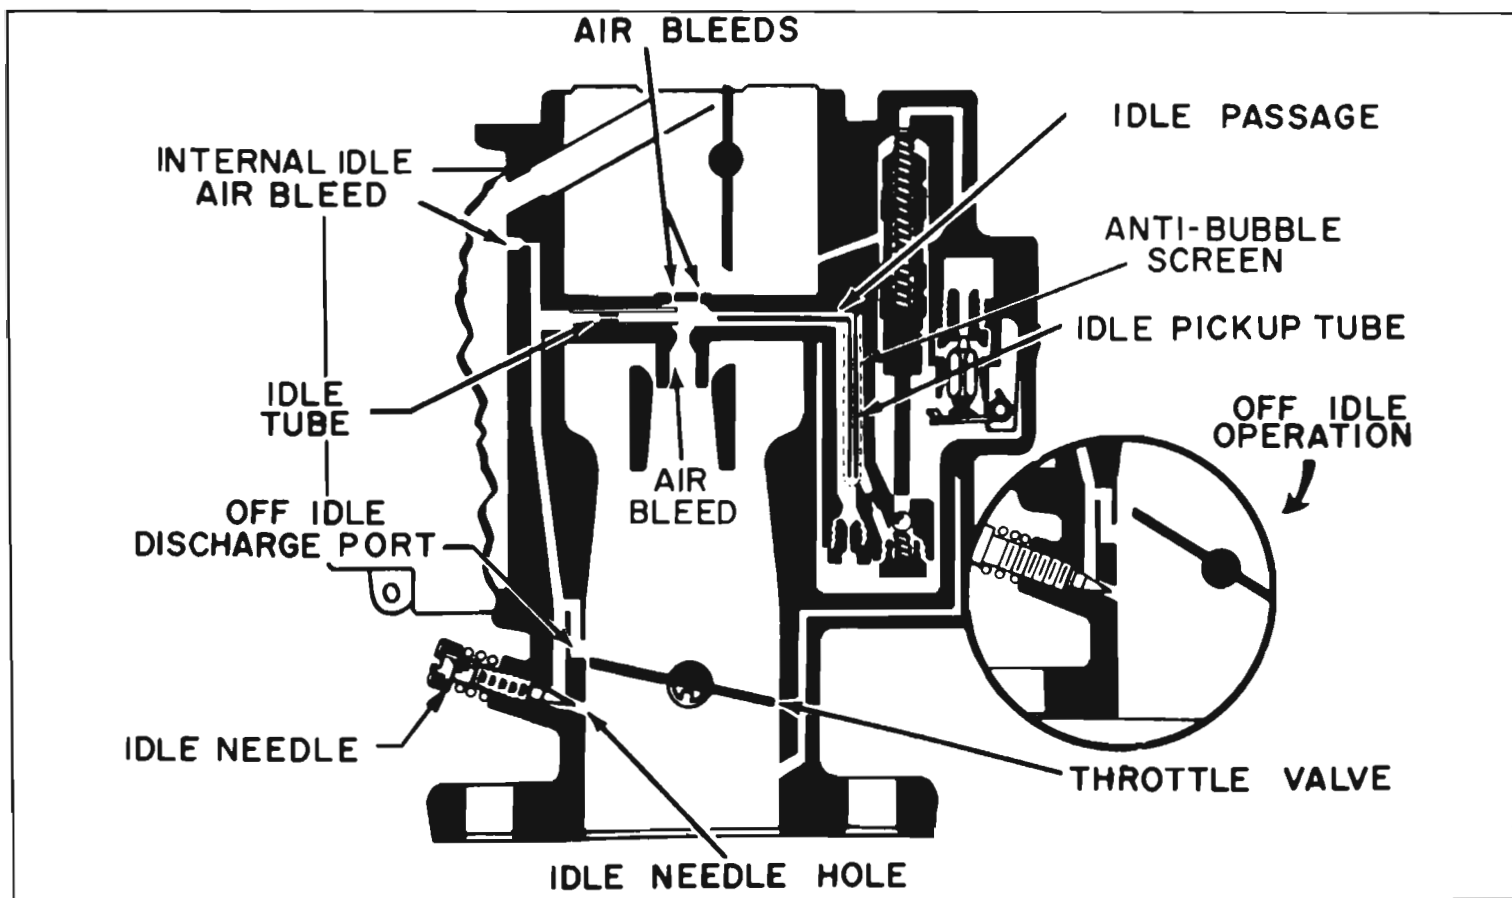 AIR BLEEDS
IDLE PASSAGE
INTERNAL IDLE
AIR BLEED
ANTI-BUBBLE
SCREEN
IDLE PICKUP TUBE
IDLE
TUBE
OFF IDLE
OPERATION
AIR
BLEED
OFF IDLE
DISCHARGE PORT
IDLE NEEDLE
THROTTLE VALVE
IDLE NEEDLE HOLE